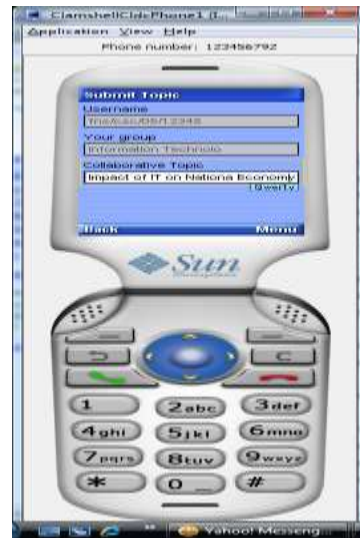 ClamshellCldcPhone1 (I...
Application View Help
Phone number: 123456792
Submit Topic
Username
Your group
Information Technolo
Collaborative Topic
Impact of IT on Nationa Economy
Qwerty
Back Menu
Sun
1 2abc 3def
4ghi 5jkl 6mno
7pqrs 8tuv 9wxyz
* 0 #
C
Yahoo! Messeng...